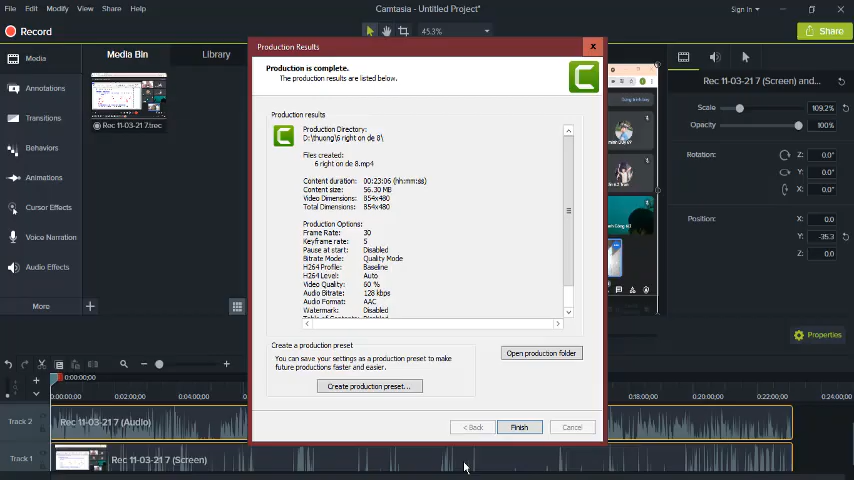 File Edit Modify View Share Help
Camtasia - Untitled Project*
Sign In
Record
45.3%
Share
Media
Annotations
Transitions
Behaviors
Animations
Cursor Effects
Voice Narration
Audio Effects
More
Media Bin
Library
Rec 11-03-21 7.trec
Production Results
Production is complete.
The production results are listed below.
Production results
Production Directory:
D:\thuong\6 right on de 8\
Files created:
6 right on de 8.mp4
Content duration: 00:23:06 (hh:mm:ss)
Content size: 56.30 MB
Video Dimensions: 854x480
Total Dimensions: 854x480
Production Options:
Frame Rate: 30
Keyframe rate: 5
Pause at start: Disabled
Bitrate Mode: Quality Mode
H264 Profile: Baseline
H264 Level: Auto
Video Quality: 60 %
Audio Bitrate: 128 kbps
Audio Format: AAC
Watermark: Disabled
Create a production preset
You can save your settings as a production preset to make
future productions faster and easier.
Create production preset...
Open production folder
< Back
Finish
Cancel
Rec 11-03-21 7 (Screen) and...
Scale 109.2%
Opacity 100%
Rotation: Z: 0.0°
Y: 0.0°
X: 0.0°
Position: X: 0.0
Y: -35.3
Z: 0.0
Properties
0:00:00;00
0:00:00;00 0:02:00;00 0:18:00;00 0:20:00;00 0:22:00;00 0:24:00;00
Track 2
Rec 11-03-21 7 (Audio)
Track 1
Rec 11-03-21 7 (Screen)